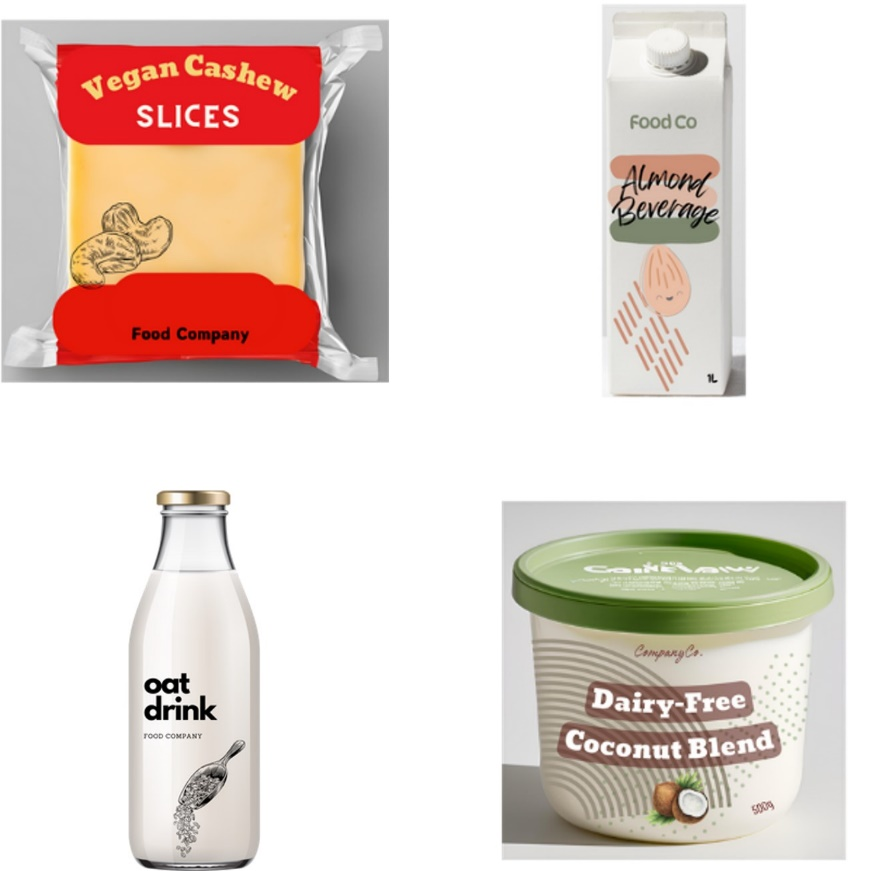 Vegan Cashew
SLICES
Food Company
Food Co
Almond
Beverage
1L
oat
drink
FOOD COMPANY
CompanyCo.
Dairy-Free
Coconut Blend
500g